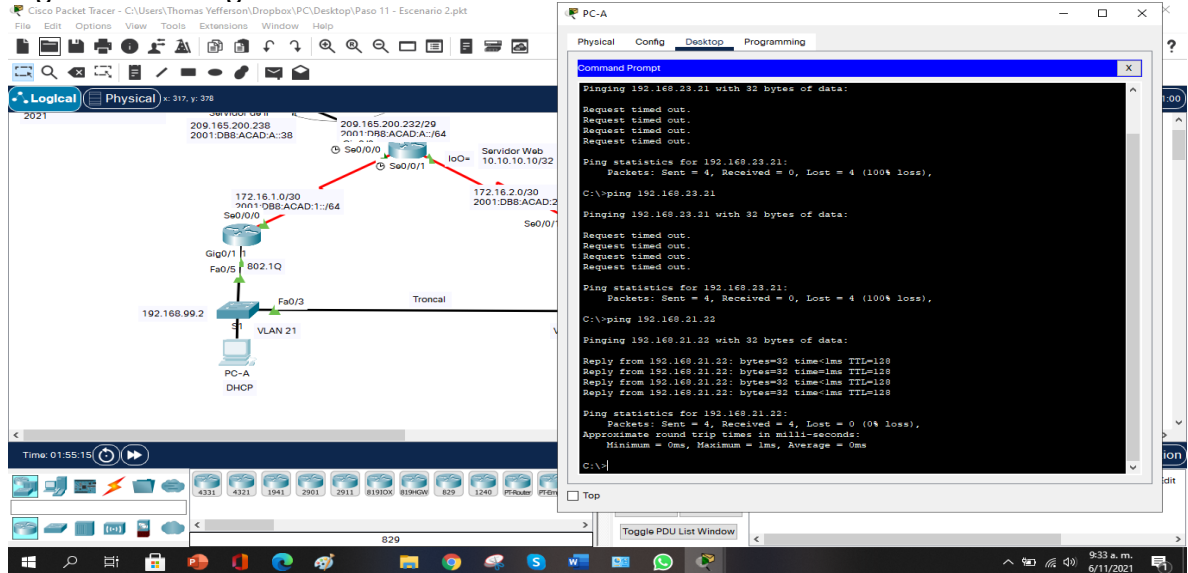 Cisco Packet Tracer - C:\Users\Thomas Yefferson\Dropbox\PC\Desktop\Paso 11 - Escenario 2.pkt
File Edit Options View Tools Extensions Window Help
Logical Physical x: 317, y: 378
2021
209.165.200.238
2001:DB8:ACAD:A::38
209.165.200.232/29
2001:DB8:ACAD:A::/64
Se0/0/0
Se0/0/1
loO=
Servidor Web
10.10.10.10/32
172.16.1.0/30
2001:DB8:ACAD:1::/64
Se0/0/0
172.16.2.0/30
2001:DB8:ACAD:2
Se0/0/1
Gig0/1
Fa0/5
802.1Q
192.168.99.2
Fa0/3
Troncal
S1
VLAN 21
PC-A
DHCP
Time: 01:55:15
4331 4321 1941 2901 2911 819IOX 819HGW 829 1240 PT-Router PT-Em
829
PC-A
Physical Config Desktop Programming
Command Prompt X
Pinging 192.168.23.21 with 32 bytes of data:
Request timed out.
Request timed out.
Request timed out.
Request timed out.
Ping statistics for 192.168.23.21:
Packets: Sent = 4, Received = 0, Lost = 4 (100% loss),
C:\>ping 192.168.23.21
Pinging 192.168.23.21 with 32 bytes of data:
Request timed out.
Request timed out.
Request timed out.
Request timed out.
Ping statistics for 192.168.23.21:
Packets: Sent = 4, Received = 0, Lost = 4 (100% loss),
C:\>ping 192.168.21.22
Pinging 192.168.21.22 with 32 bytes of data:
Reply from 192.168.21.22: bytes=32 time<1ms TTL=128
Reply from 192.168.21.22: bytes=32 time<1ms TTL=128
Reply from 192.168.21.22: bytes=32 time=1ms TTL=128
Reply from 192.168.21.22: bytes=32 time<1ms TTL=128
Ping statistics for 192.168.21.22:
Packets: Sent = 4, Received = 4, Lost = 0 (0% loss),
Approximate round trip times in milli-seconds:
Minimum = 0ms, Maximum = 1ms, Average = 0ms
C:\>
Top
Toggle PDU List Window
9:33 a. m.
6/11/2021